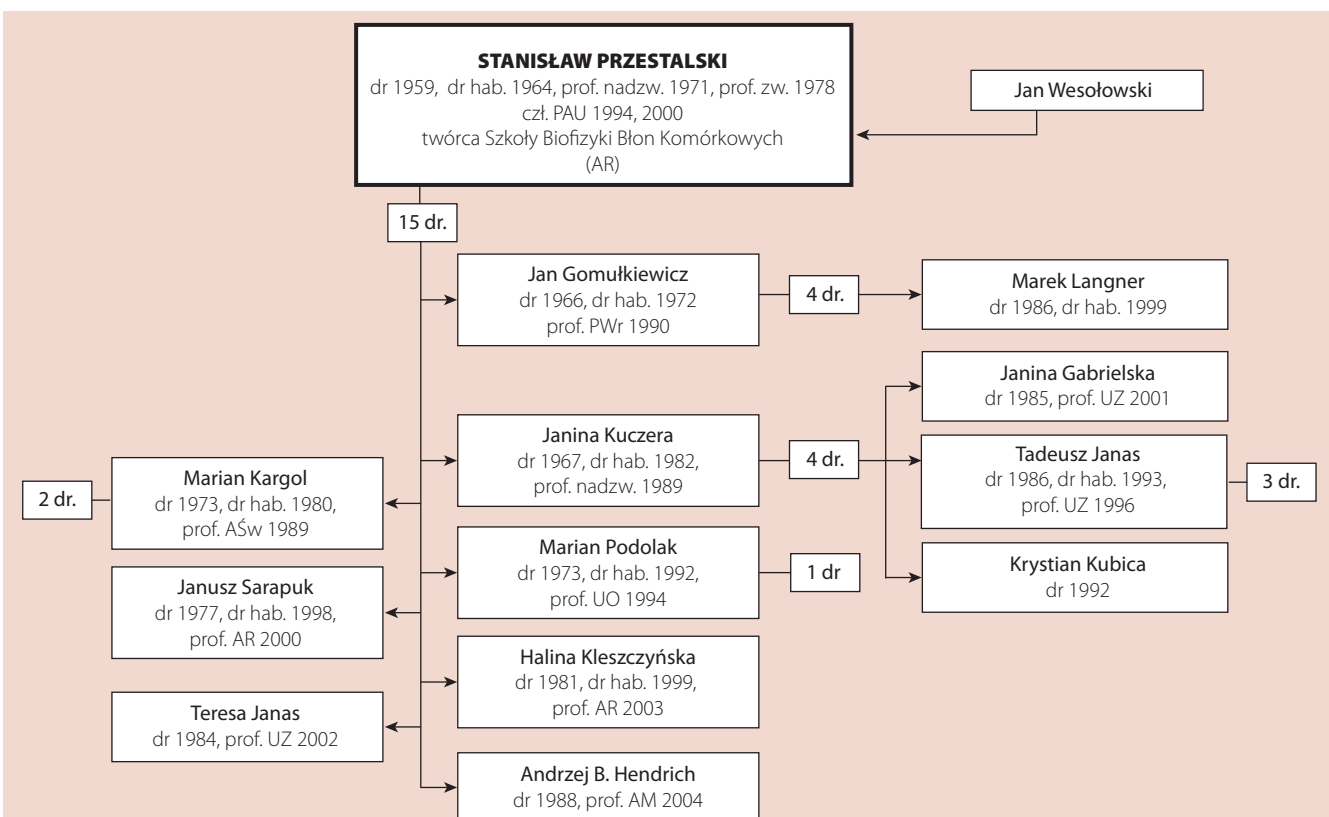 STANISŁAW PRZESTALSKI
dr 1959, dr hab. 1964, prof. nadzw. 1971, prof. zw. 1978
czł. PAU 1994, 2000
twórca Szkoły Biofizyki Błon Komórkowych
(AR)
Jan Wesołowski
15 dr.
Jan Gomułkiewicz
dr 1966, dr hab. 1972
prof. PWr 1990
4 dr.
Marek Langner
dr 1986, dr hab. 1999
Janina Kuczera
dr 1967, dr hab. 1982,
prof. nadzw. 1989
4 dr.
Janina Gabrielska
dr 1985, prof. UZ 2001
Tadeusz Janas
dr 1986, dr hab. 1993,
prof. UZ 1996
3 dr.
Krystian Kubica
dr 1992
Marian Kargol
dr 1973, dr hab. 1980,
prof. AŚw 1989
2 dr.
Marian Podolak
dr 1973, dr hab. 1992,
prof. UO 1994
1 dr
Janusz Sarapuk
dr 1977, dr hab. 1998,
prof. AR 2000
Halina Kleszczyńska
dr 1981, dr hab. 1999,
prof. AR 2003
Teresa Janas
dr 1984, prof. UZ 2002
Andrzej B. Hendrich
dr 1988, prof. AM 2004